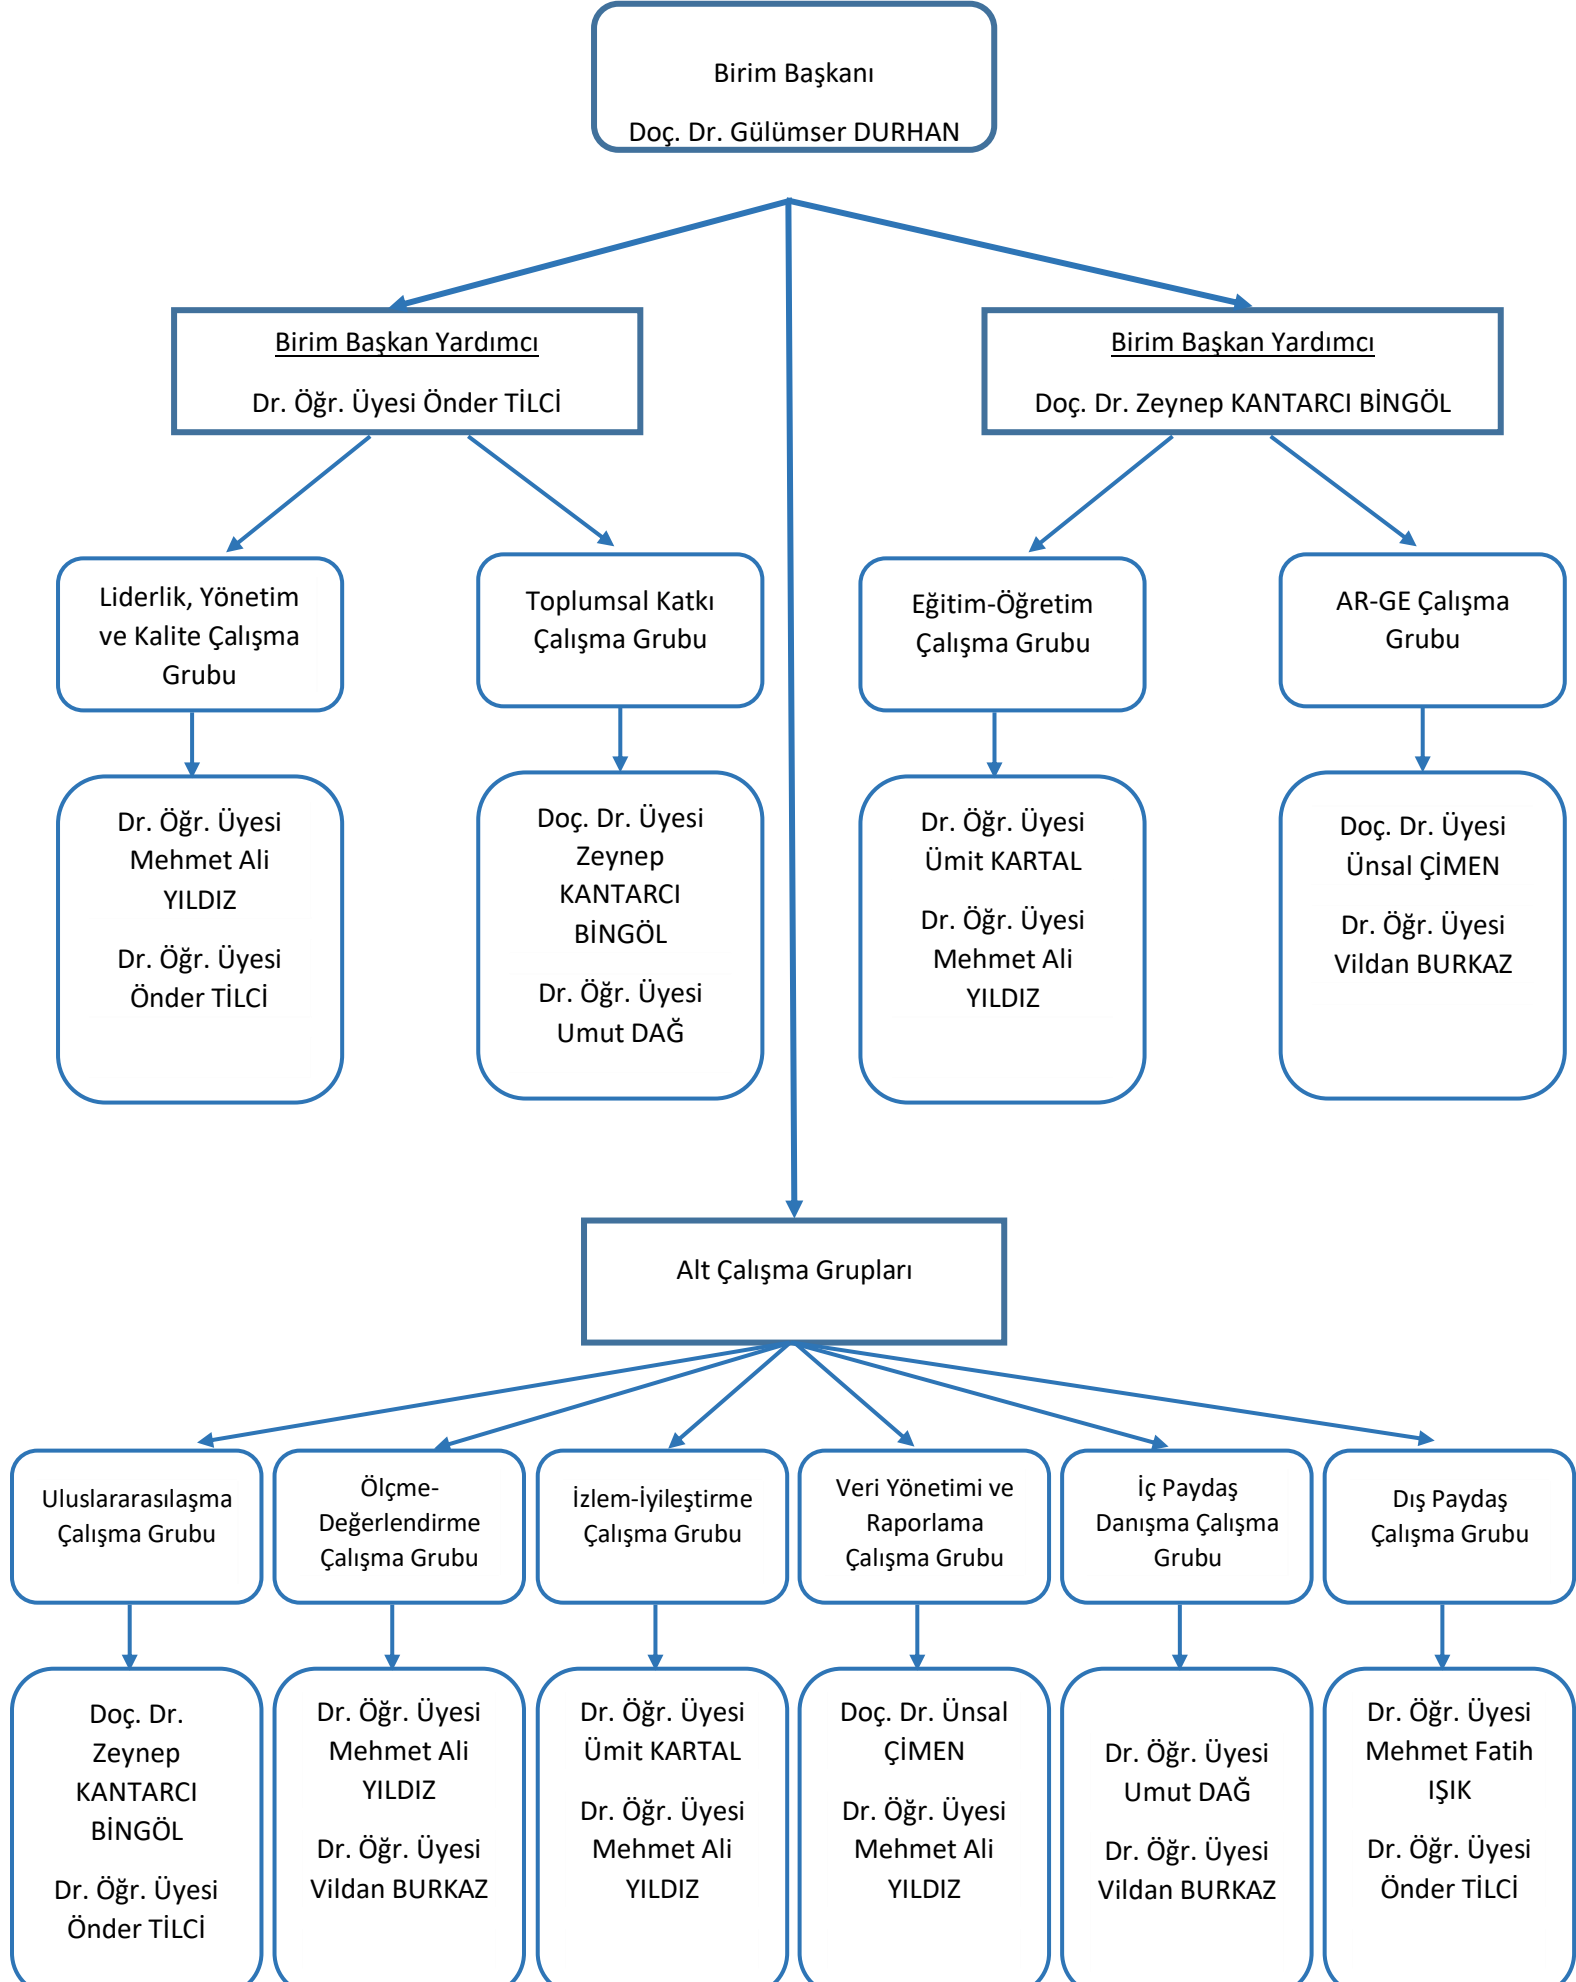 Birim Başkanı
Doç. Dr. Gülümser DURHAN
Birim Başkan Yardımcı
Dr. Öğr. Üyesi Önder TİLCİ
Birim Başkan Yardımcı
Doç. Dr. Zeynep KANTARCI BİNGÖL
Liderlik, Yönetim
ve Kalite Çalışma
Grubu
Toplumsal Katkı
Çalışma Grubu
Eğitim-Öğretim
Çalışma Grubu
AR-GE Çalışma
Grubu
Dr. Öğr. Üyesi
Mehmet Ali
YILDIZ
Dr. Öğr. Üyesi
Önder TİLCİ
Doç. Dr. Üyesi
Zeynep
KANTARCI
BİNGÖL
Dr. Öğr. Üyesi
Umut DAĞ
Dr. Öğr. Üyesi
Ümit KARTAL
Dr. Öğr. Üyesi
Mehmet Ali
YILDIZ
Doç. Dr. Üyesi
Ünsal ÇİMEN
Dr. Öğr. Üyesi
Vildan BURKAZ
Alt Çalışma Grupları
Uluslararasılaşma
Çalışma Grubu
Ölçme-
Değerlendirme
Çalışma Grubu
İzlem-İyileştirme
Çalışma Grubu
Veri Yönetimi ve
Raporlama
Çalışma Grubu
İç Paydaş
Danışma Çalışma
Grubu
Dış Paydaş
Çalışma Grubu
Doç. Dr.
Zeynep
KANTARCI
BİNGÖL
Dr. Öğr. Üyesi
Önder TİLCİ
Dr. Öğr. Üyesi
Mehmet Ali
YILDIZ
Dr. Öğr. Üyesi
Vildan BURKAZ
Dr. Öğr. Üyesi
Ümit KARTAL
Dr. Öğr. Üyesi
Mehmet Ali
YILDIZ
Doç. Dr. Ünsal
ÇİMEN
Dr. Öğr. Üyesi
Mehmet Ali
YILDIZ
Dr. Öğr. Üyesi
Umut DAĞ
Dr. Öğr. Üyesi
Vildan BURKAZ
Dr. Öğr. Üyesi
Mehmet Fatih
IŞIK
Dr. Öğr. Üyesi
Önder TİLCİ